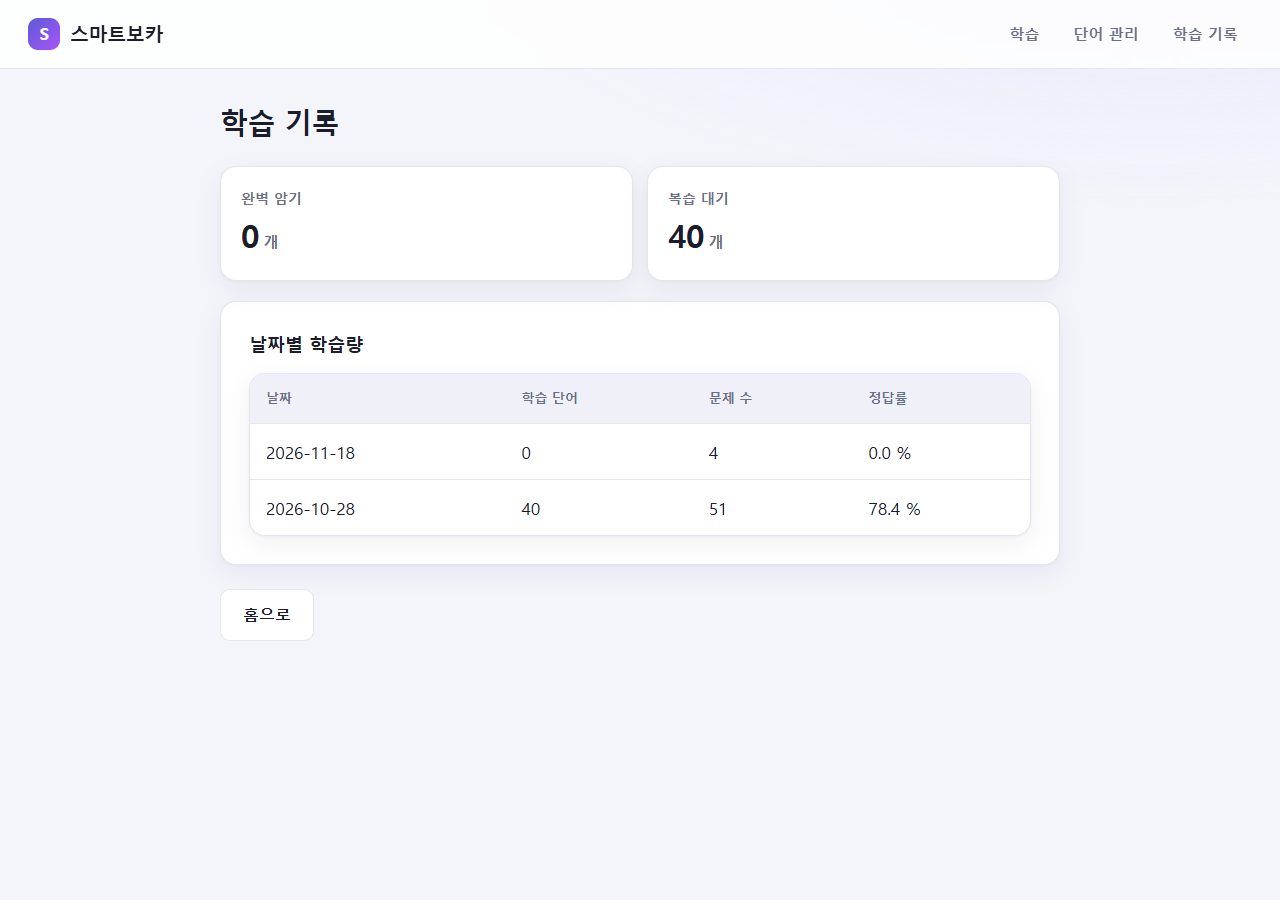 S 스마트보카 학습 단어 관리 학습 기록
학습 기록
완벽 암기 복습 대기
0 개 40 개
날짜별 학습량
날짜 학습 단어 문제 수 정답률
2026-11-18 0 4 0.0 %
2026-10-28 40 51 78.4 %
홈으로